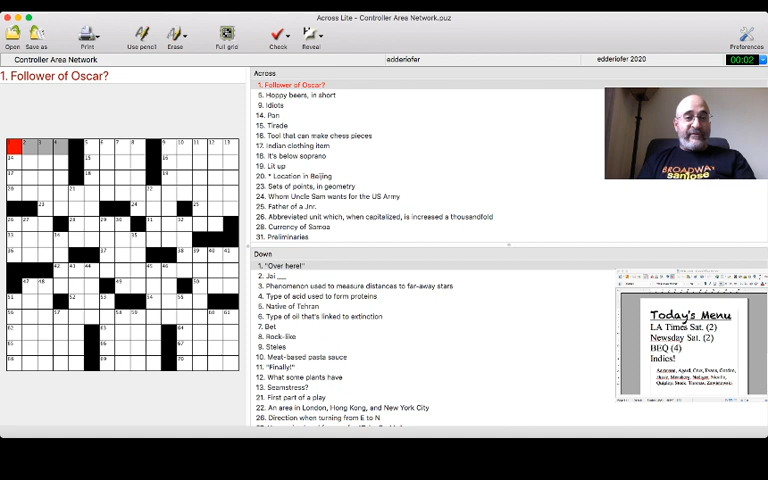 Across Lite - Controller Area Network.puz
Open
Save as
Print
Use pencil
Erase
Full grid
Check
Reveal
Preferences
Controller Area Network
edderiofer
edderiofer 2020
00:02
1. Follower of Oscar?
Across
1. Follower of Oscar?
5. Hoppy beers, in short
9. Idiots
14. Pan
15. Tirade
16. Tool that can make chess pieces
17. Indian clothing item
18. It's below soprano
19. Lit up
20. * Location in Beijing
23. Sets of points, in geometry
24. Whom Uncle Sam wants for the US Army
25. Father of a Jnr.
26. Abbreviated unit which, when capitalized, is increased a thousandfold
28. Currency of Samoa
31. Preliminaries
Down
1. "Over here!"
2. Jai ___
3. Phenomenon used to measure distances to far-away stars
4. Type of acid used to form proteins
5. Native of Tehran
6. Type of oil that's linked to extinction
7. Bet
8. Rock-like
9. Steles
10. Meat-based pasta sauce
11. "Finally!"
12. What some plants have
13. Seamstress?
21. First part of a play
22. An area in London, Hong Kong, and New York City
26. Direction when turning from E to N
BROADWAY
san jose
Today's Menu
LA Times Sat. (2)
Newsday Sat. (2)
BEQ (4)
Indies!